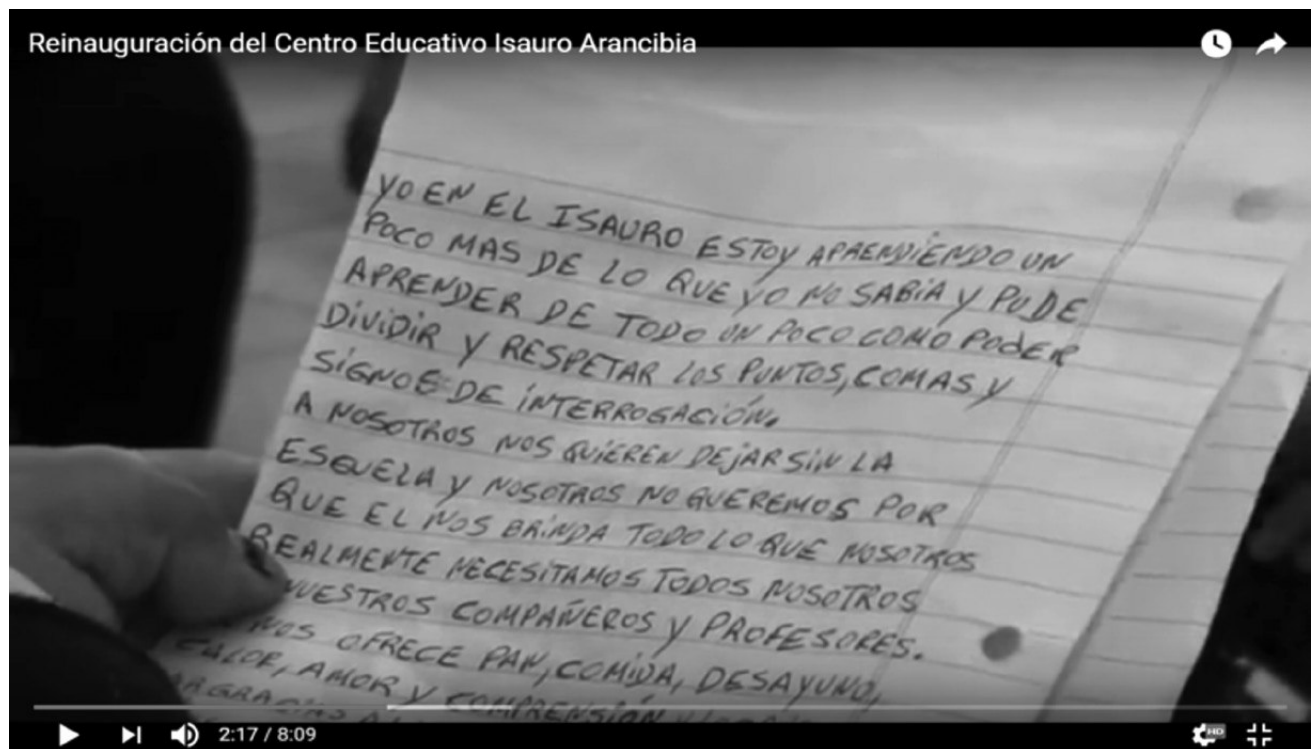 Reinauguración del Centro Educativo Isauro Arancibia
YO EN EL ISAURO ESTOY APRENDIENDO UN
POCO MAS DE LO QUE YO NO SABIA Y PUDE
APRENDER DE TODO UN POCO COMO PODER
DIVIDIR Y RESPETAR LOS PUNTOS, COMAS Y
SIGNOS DE INTERROGACIÓN.
A NOSOTROS NOS QUIEREN DEJAR SIN LA
ESCUELA Y NOSOTROS NO QUEREMOS POR
QUE EL NOS BRINDA TODO LO QUE NOSOTROS
REALMENTE NECESITAMOS TODOS NOSOTROS
NUESTROS COMPAÑEROS Y PROFESORES.
NOS OFRECE PAN, COMIDA, DESAYUNO,
CALOR, AMOR Y COMPRENSIÓN
2:17 / 8:09
HD